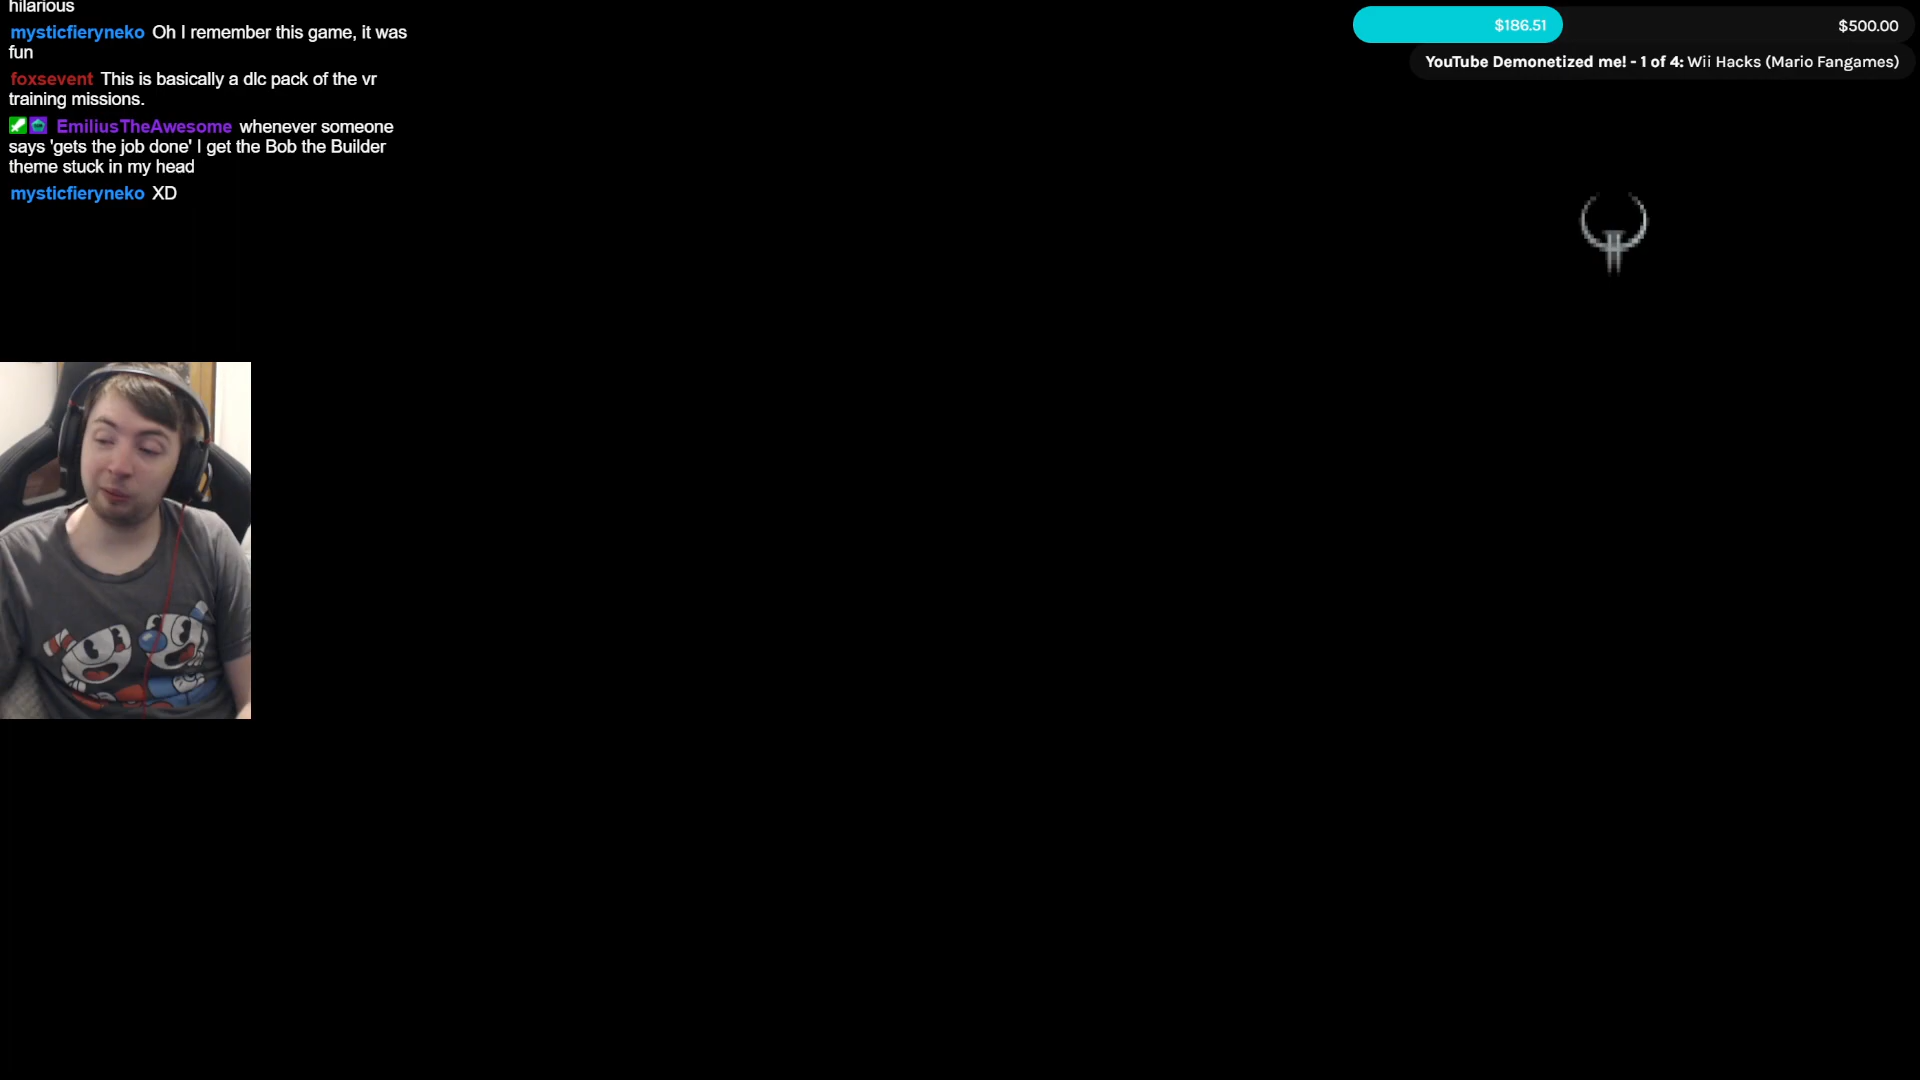 hilarious
mysticfieryneko Oh I remember this game, it was
fun
foxsevent This is basically a dlc pack of the vr
training missions.
EmiliusTheAwesome whenever someone
says 'gets the job done' I get the Bob the Builder
theme stuck in my head
mysticfieryneko XD
$186.51 $500.00
YouTube Demonetized me! - 1 of 4: Wii Hacks (Mario Fangames)